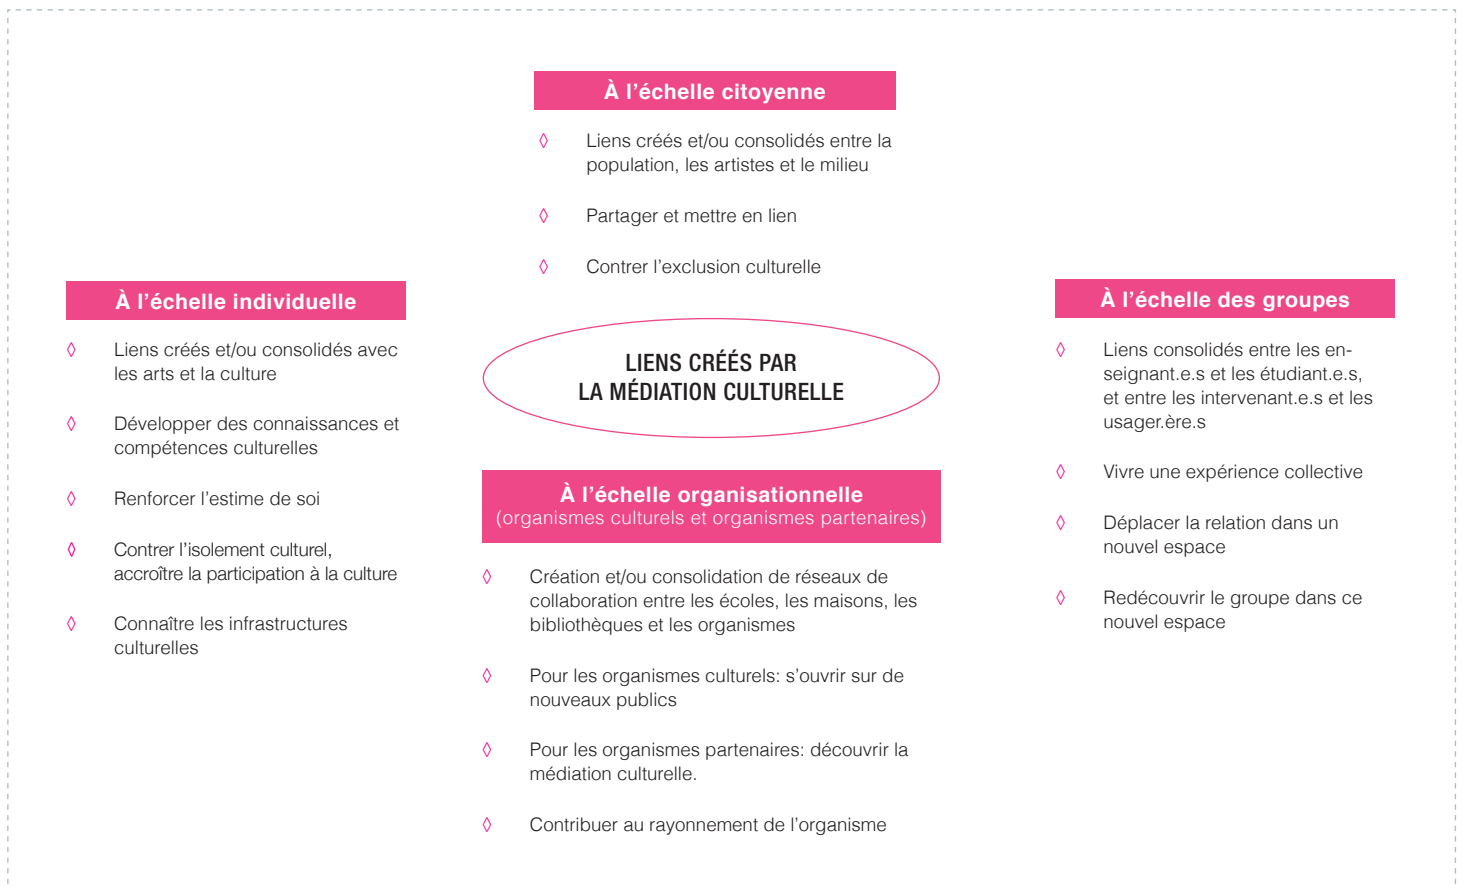 À l'échelle citoyenne
◊ Liens créés et/ou consolidés entre la
population, les artistes et le milieu
◊ Partager et mettre en lien
◊ Contrer l'exclusion culturelle
À l'échelle individuelle
◊ Liens créés et/ou consolidés avec
les arts et la culture
◊ Développer des connaissances et
compétences culturelles
◊ Renforcer l'estime de soi
◊ Contrer l'isolement culturel,
accroître la participation à la culture
◊ Connaître les infrastructures
culturelles
LIENS CRÉÉS PAR
LA MÉDIATION CULTURELLE
À l'échelle organisationnelle
(organismes culturels et organismes partenaires)
◊ Création et/ou consolidation de réseaux de
collaboration entre les écoles, les maisons, les
bibliothèques et les organismes
◊ Pour les organismes culturels: s'ouvrir sur de
nouveaux publics
◊ Pour les organismes partenaires: découvrir la
médiation culturelle.
◊ Contribuer au rayonnement de l'organisme
À l'échelle des groupes
◊ Liens consolidés entre les en-
seignant.e.s et les étudiant.e.s,
et entre les intervenant.e.s et les
usager.ère.s
◊ Vivre une expérience collective
◊ Déplacer la relation dans un
nouvel espace
◊ Redécouvrir le groupe dans ce
nouvel espace